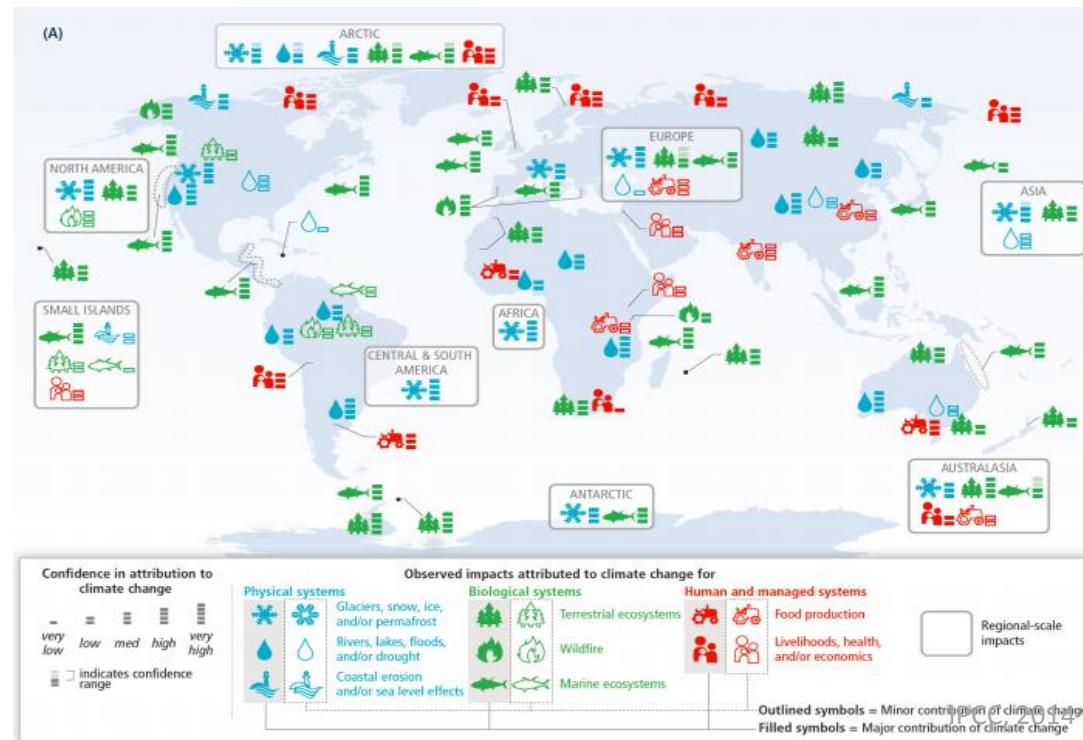 (A)
ARCTIC
NORTH AMERICA
EUROPE
ASIA
SMALL ISLANDS
AFRICA
CENTRAL & SOUTH
AMERICA
ANTARCTIC
AUSTRALASIA
Confidence in attribution to
climate change
very
low
low
med
high
very
high
indicates confidence
range
Observed impacts attributed to climate change for
Physical systems
Glaciers, snow, ice,
and/or permafrost
Rivers, lakes, floods,
and/or drought
Coastal erosion
and/or sea level effects
Biological systems
Terrestrial ecosystems
Wildfire
Marine ecosystems
Human and managed systems
Food production
Livelihoods, health,
and/or economics
Regional-scale
impacts
Outlined symbols = Minor contribution of climate change
Filled symbols = Major contribution of climate change
IPCC, 2014